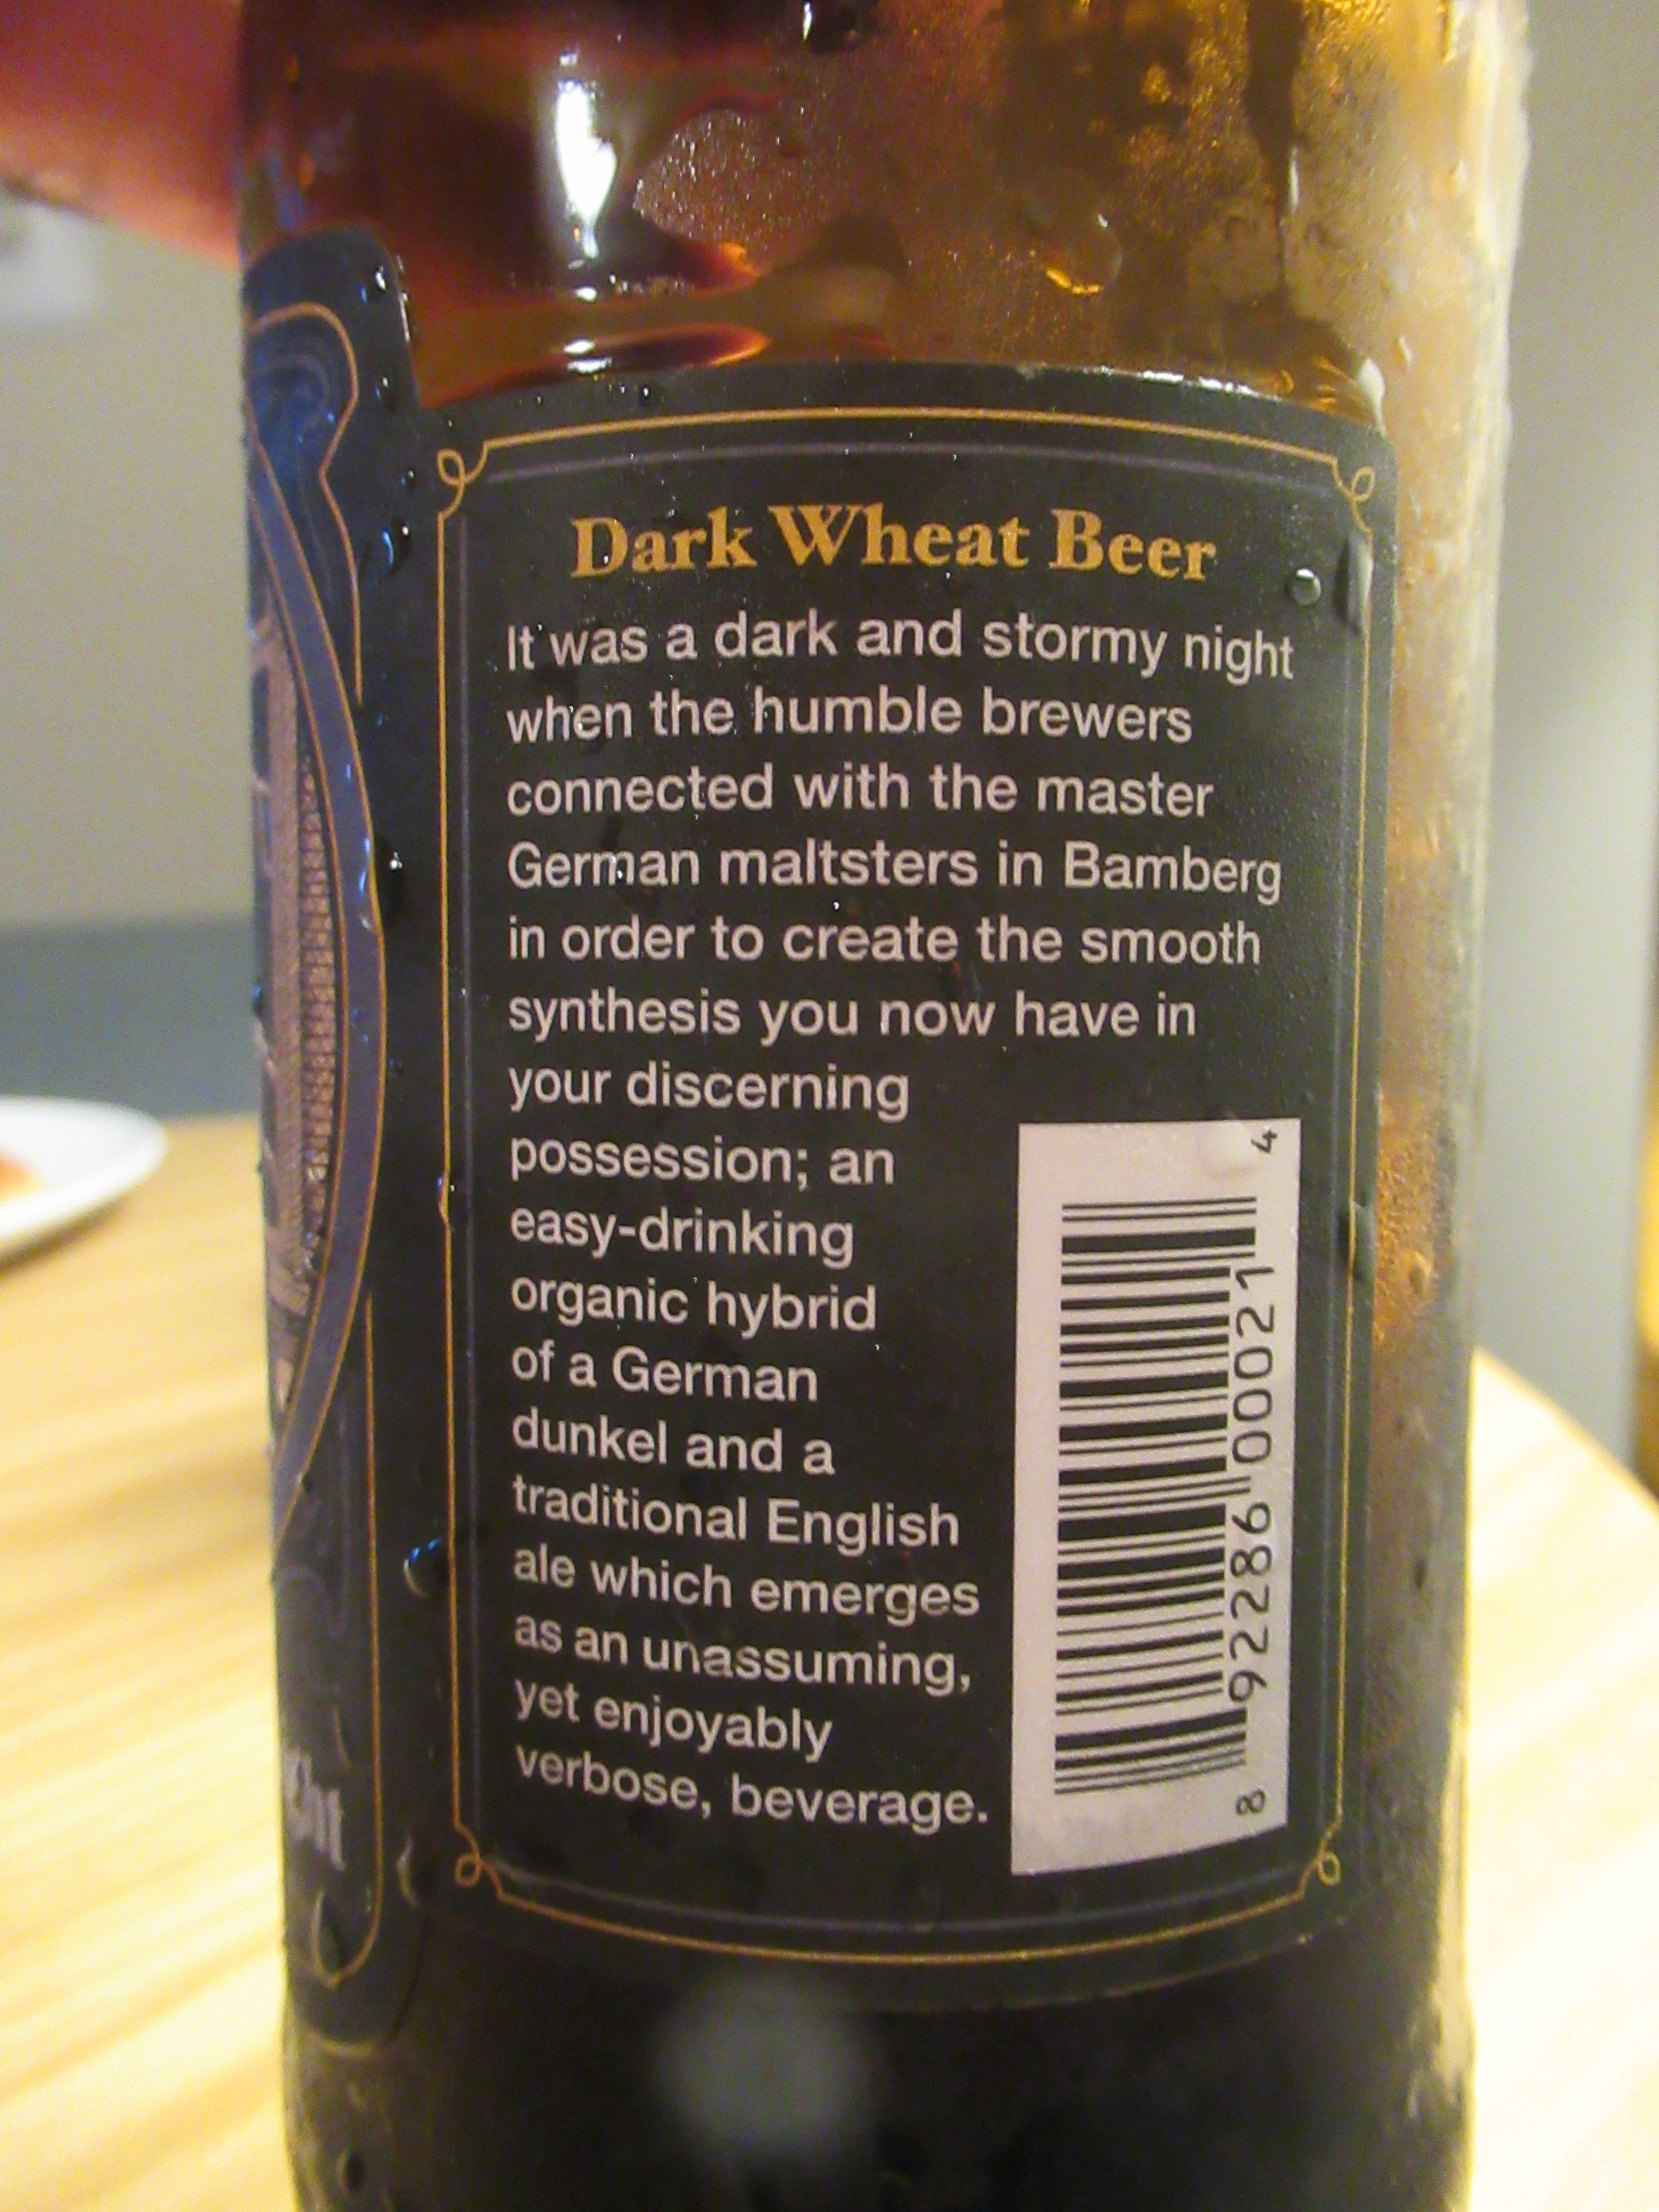 Dark Wheat Beer
It was a dark and stormy night
when the humble brewers
connected with the master
German maltsters in Bamberg
in order to create the smooth
synthesis you now have in
your discerning
possession; an
easy-drinking
organic hybrid
of a German
dunkel and a
traditional English
ale which emerges
as an unassuming,
yet enjoyably
verbose, beverage.
8 92286 00021 4